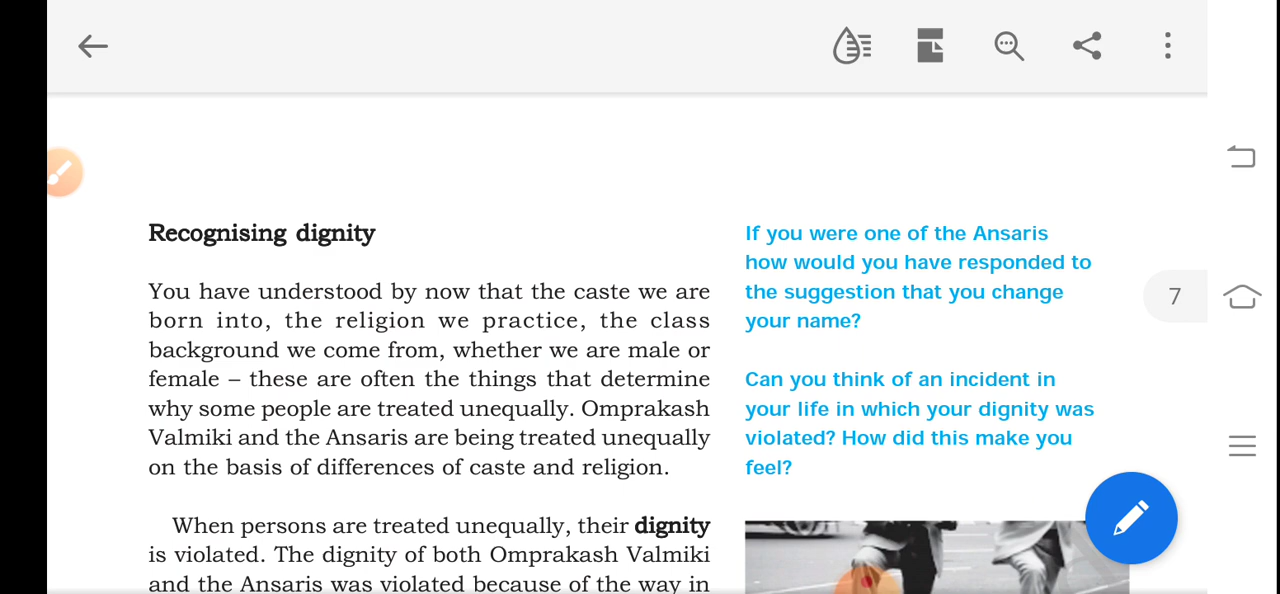 Recognising dignity
You have understood by now that the caste we are
born into, the religion we practice, the class
background we come from, whether we are male or
female – these are often the things that determine
why some people are treated unequally. Omprakash
Valmiki and the Ansaris are being treated unequally
on the basis of differences of caste and religion.
When persons are treated unequally, their dignity
is violated. The dignity of both Omprakash Valmiki
and the Ansaris was violated because of the way in
If you were one of the Ansaris
how would you have responded to
the suggestion that you change
your name?
Can you think of an incident in
your life in which your dignity was
violated? How did this make you
feel?
7